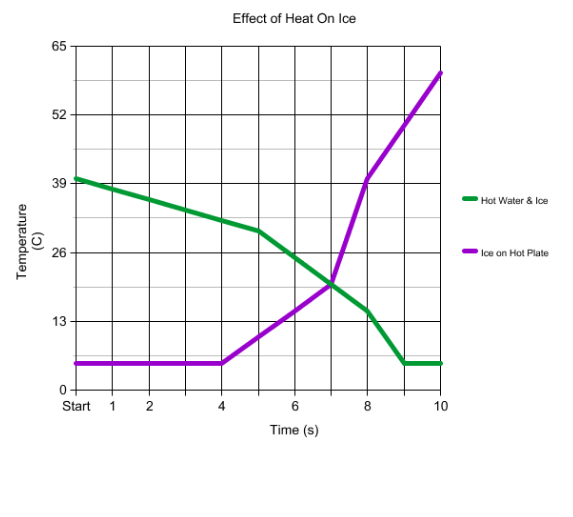 Effect of Heat On Ice
65
52
39
26
13
0
Temperature
(C)
Start 1 2 4 6 8 10
Time (s)
Hot Water & Ice
Ice on Hot Plate